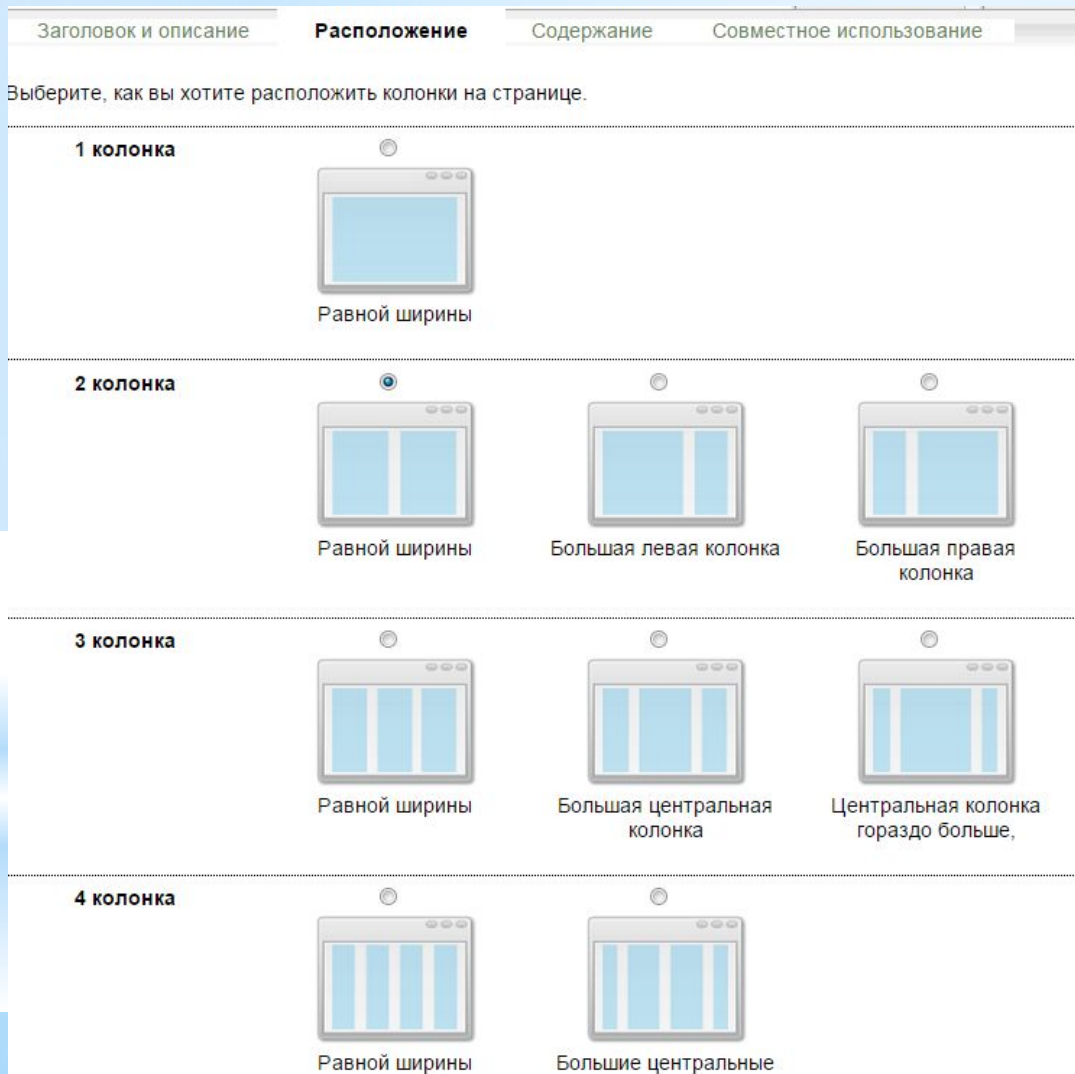 Заголовок и описание Расположение Содержание Совместное использование
Выберите, как вы хотите расположить колонки на странице.
1 колонка
Равной ширины
2 колонка
Равной ширины Большая левая колонка Большая правая
колонка
3 колонка
Равной ширины Большая центральная Центральная колонка
колонка гораздо больше,
4 колонка
Равной ширины Большие центральные